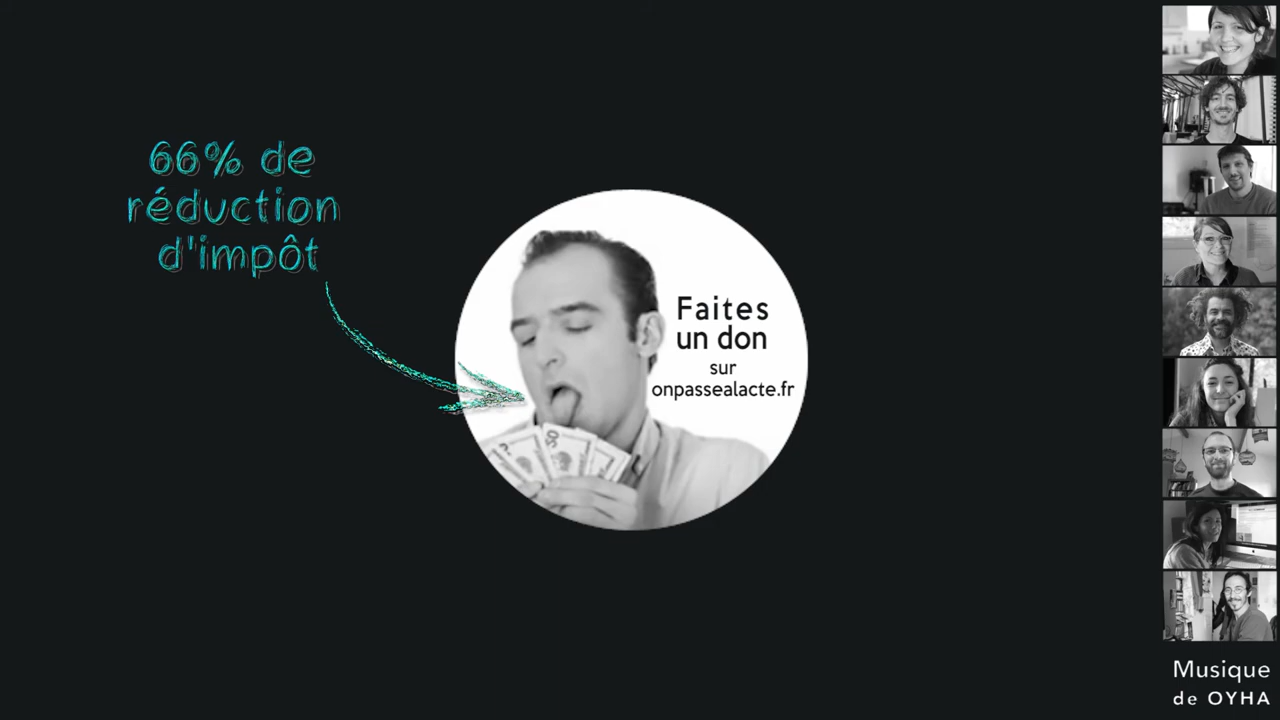 66% de
réduction
d'impôt
Faites
un don
sur
onpassealacte.fr
Musique
de OYHA